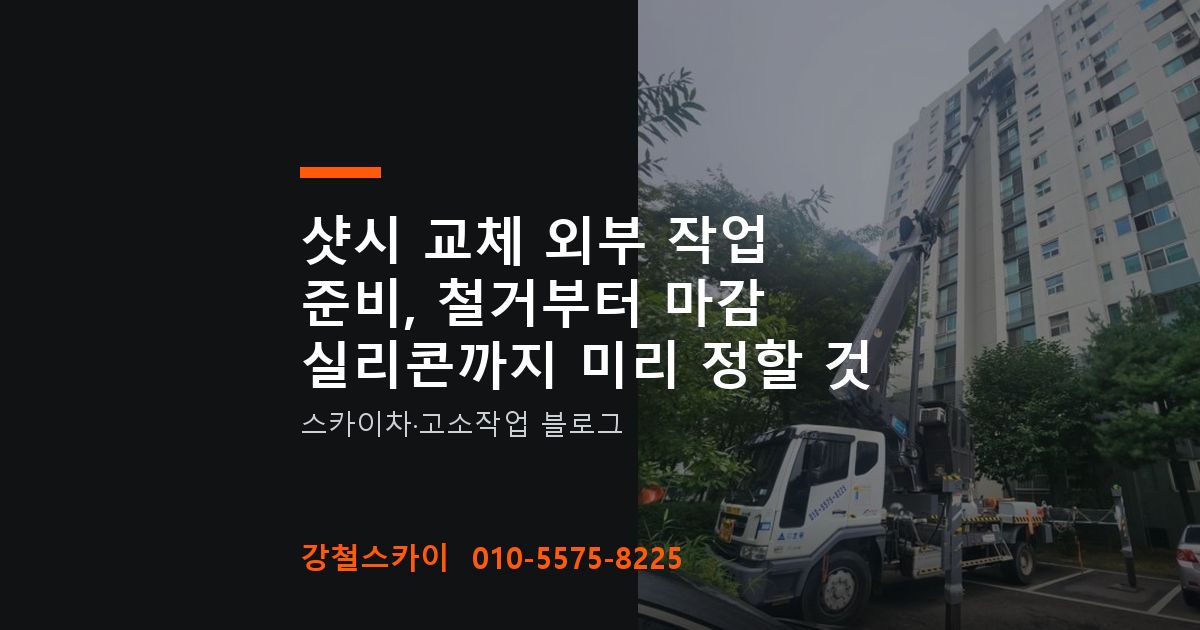 샷시 교체 외부 작업
준비, 철거부터 마감
실리콘까지 미리 정할 것
스카이차·고소작업 블로그
강철스카이 010-5575-8225